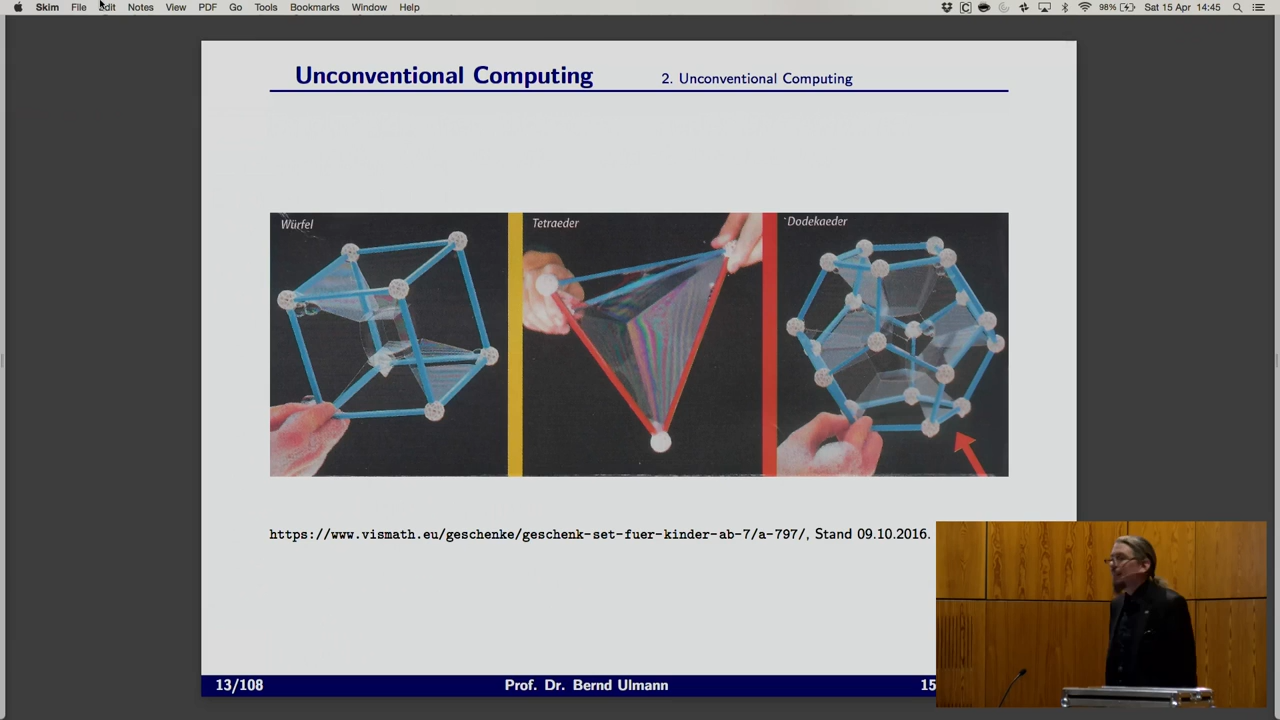 Skim File Edit Notes View PDF Go Tools Bookmarks Window Help 98% Sat 15 Apr 14:45
Unconventional Computing 2. Unconventional Computing
Würfel Tetraeder Dodekaeder
https://www.vismath.eu/geschenke/geschenk-set-fuer-kinder-ab-7/a-797/, Stand 09.10.2016.
13/108 Prof. Dr. Bernd Ulmann 15